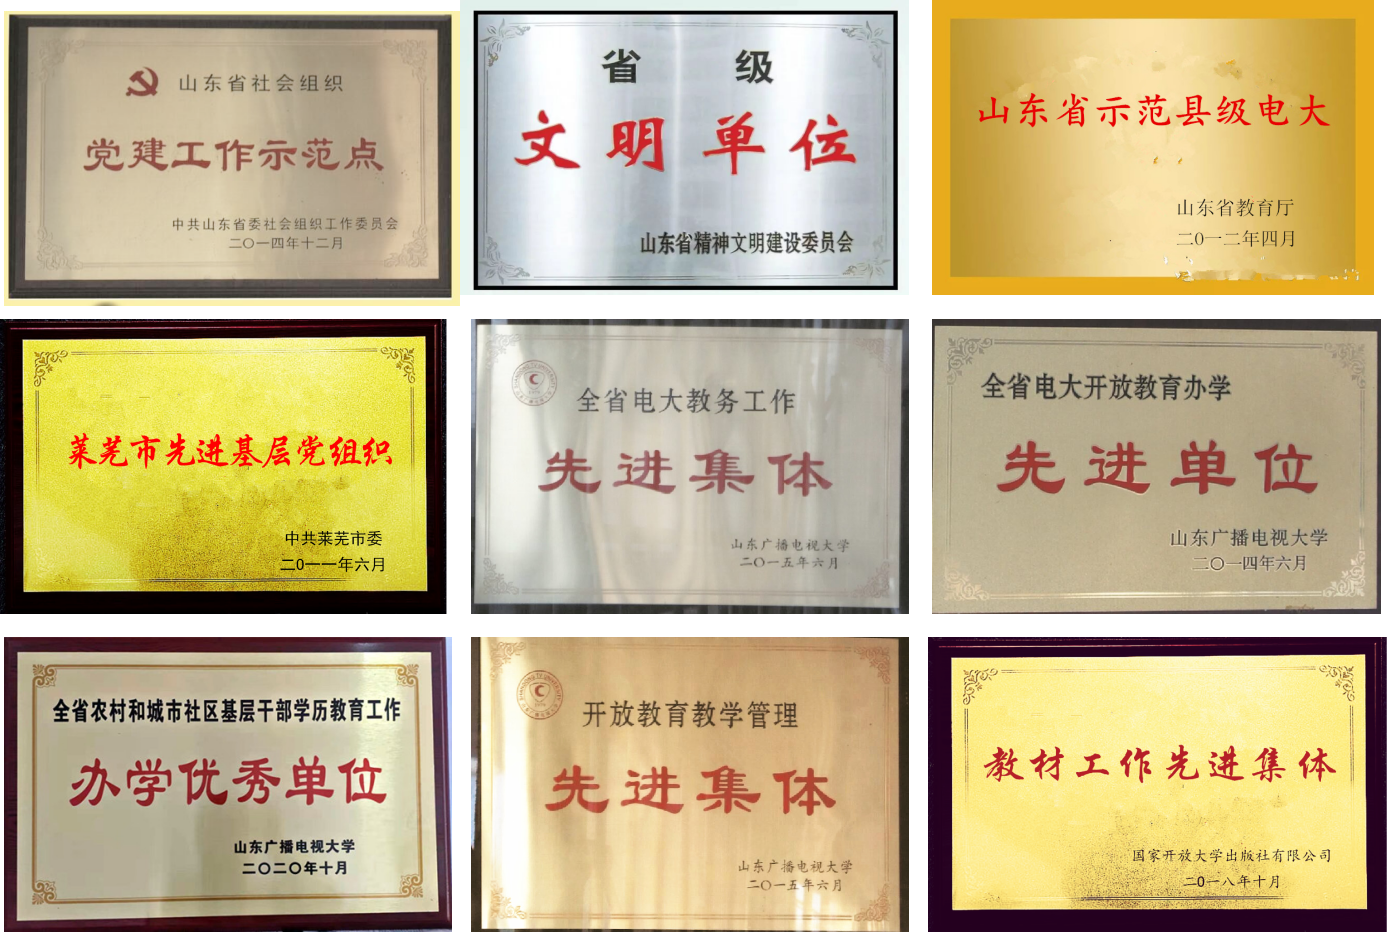 山东省社会组织
党建工作示范点
中共山东省委社会组织工作委员会
二〇一四年十二月
省 级
文明单位
山东省精神文明建设委员会
山东省示范县级电大
山东省教育厅
二0一二年四月
莱芜市先进基层党组织
中共莱芜市委
二0一一年六月
全省电大教务工作
先进集体
山东广播电视大学
二〇一五年六月
全省电大开放教育办学
先进单位
山东广播电视大学
二〇一四年六月
全省农村和城市社区基层干部学历教育工作
办学优秀单位
山东广播电视大学
二〇二〇年十月
开放教育教学管理
先进集体
山东广播电视大学
二〇一五年六月
教材工作先进集体
国家开放大学出版社有限公司
二0一八年十月